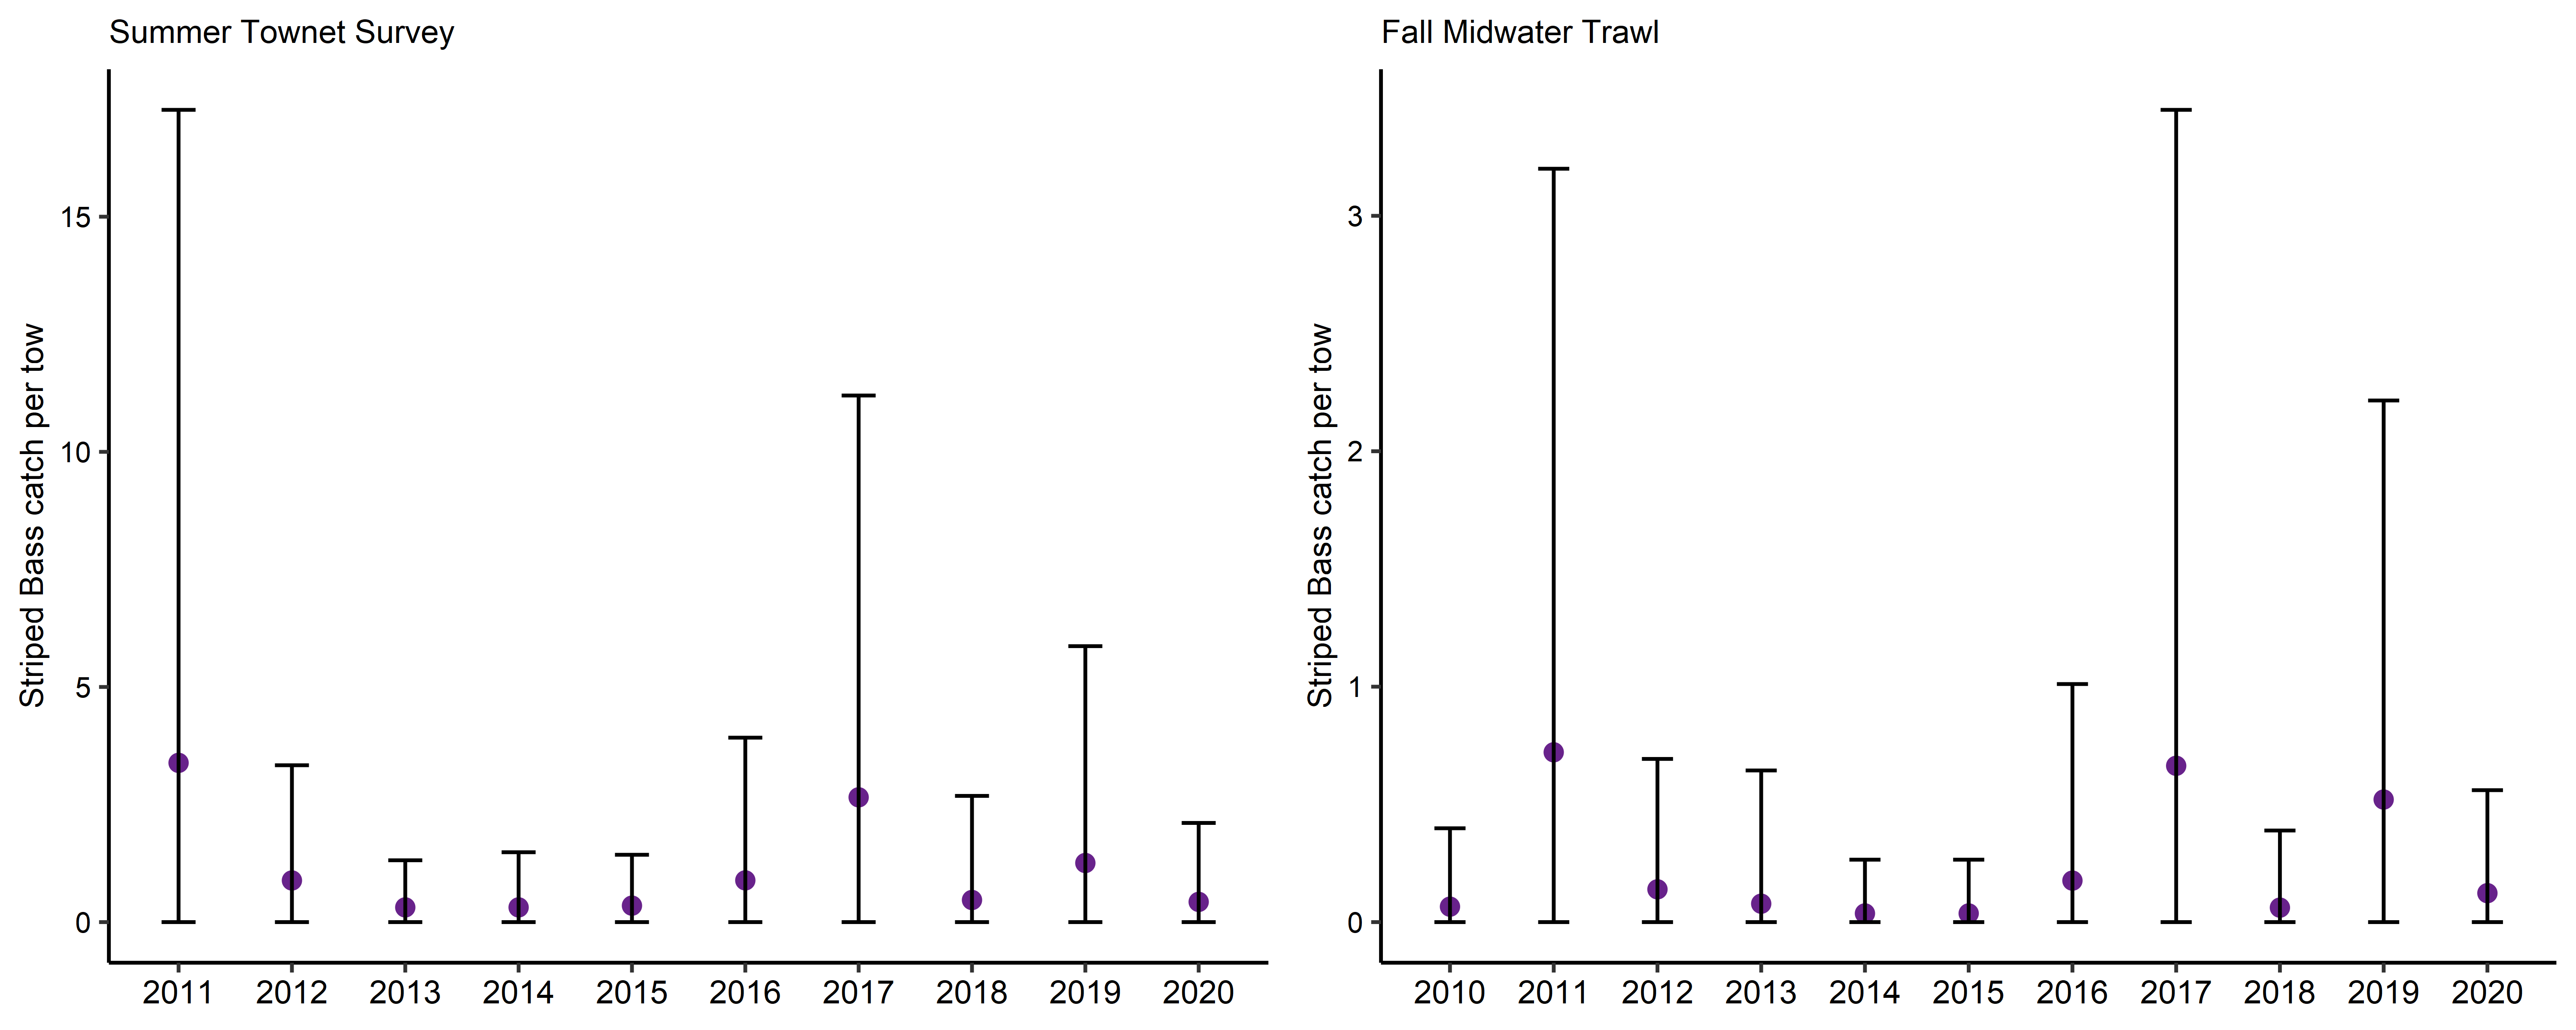 Summer Townet Survey
Striped Bass catch per tow
15
10
5
0
2011 2012 2013 2014 2015 2016 2017 2018 2019 2020
Fall Midwater Trawl
Striped Bass catch per tow
3
2
1
0
2010 2011 2012 2013 2014 2015 2016 2017 2018 2019 2020